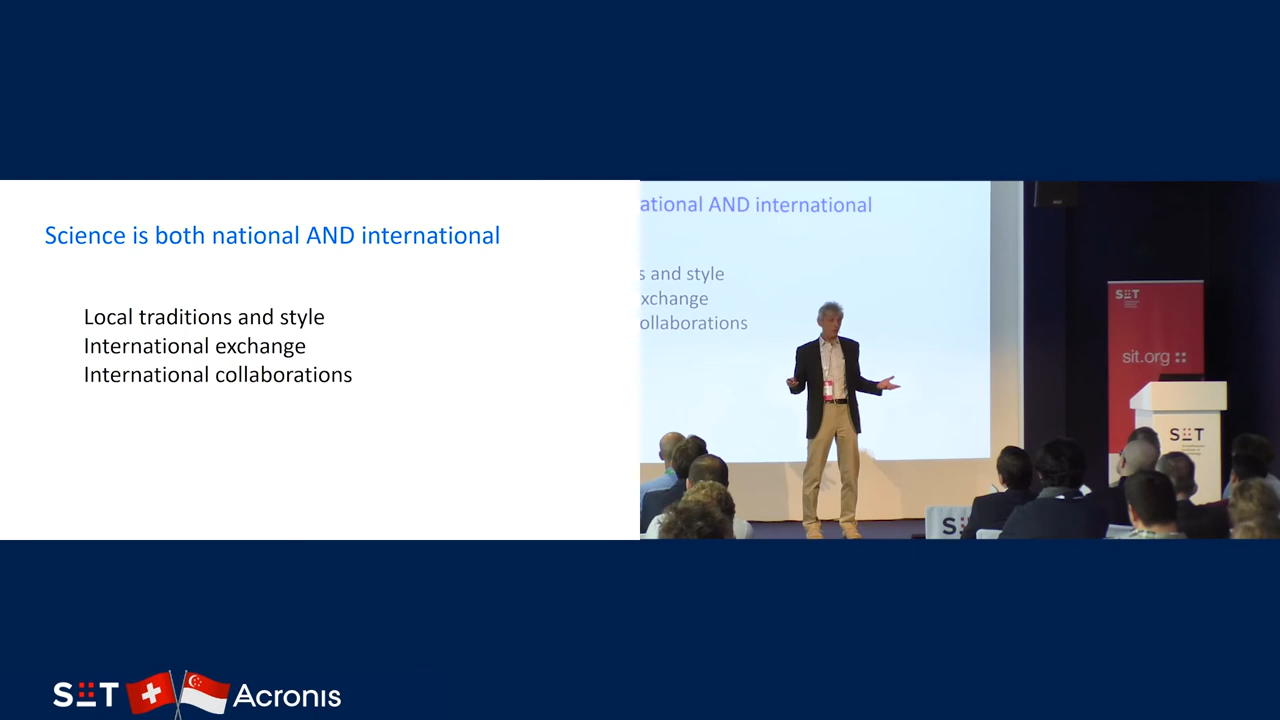 Science is both national AND international
Local traditions and style
International exchange
International collaborations
ational AND international
s and style
xchange
ollaborations
SIT
sit.org
SIT
S
SIT Acronis